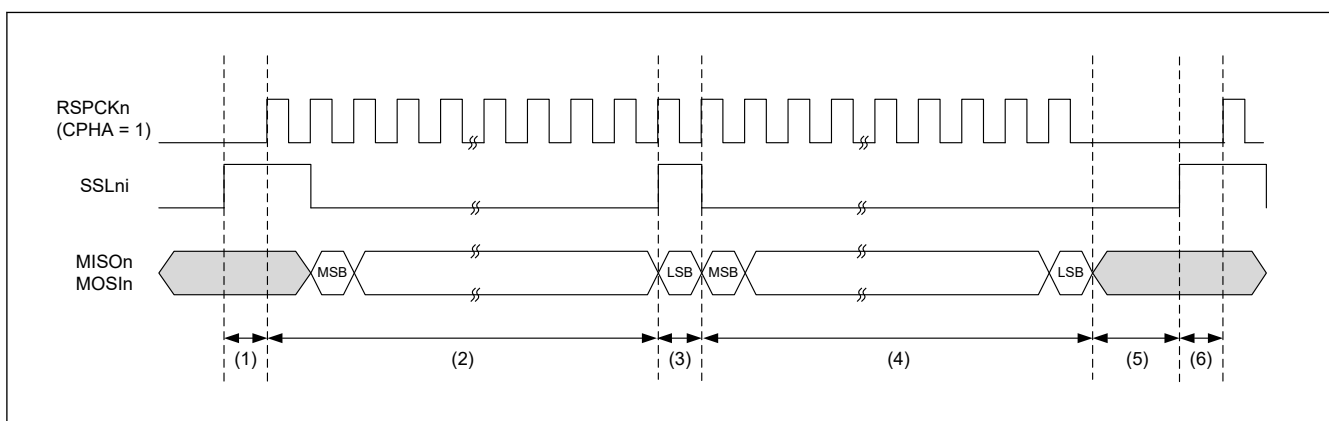 RSPCKn
(CPHA = 1)
SSLni
MISOn
MOSIn
MSB
LSB
MSB
LSB
(1)
(2)
(3)
(4)
(5)
(6)